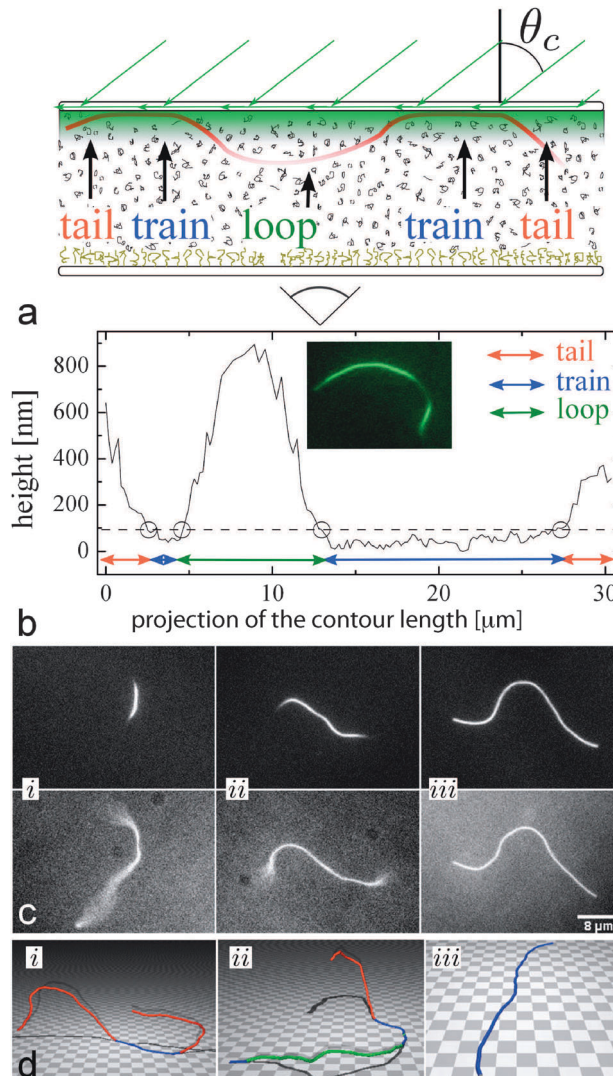 θc
tail train loop train tail
a
800
600
400
200
0
height [nm]
tail
train
loop
0 10 20 30
projection of the contour length [μm]
b
i ii iii
c
8 μm
i ii iii
d